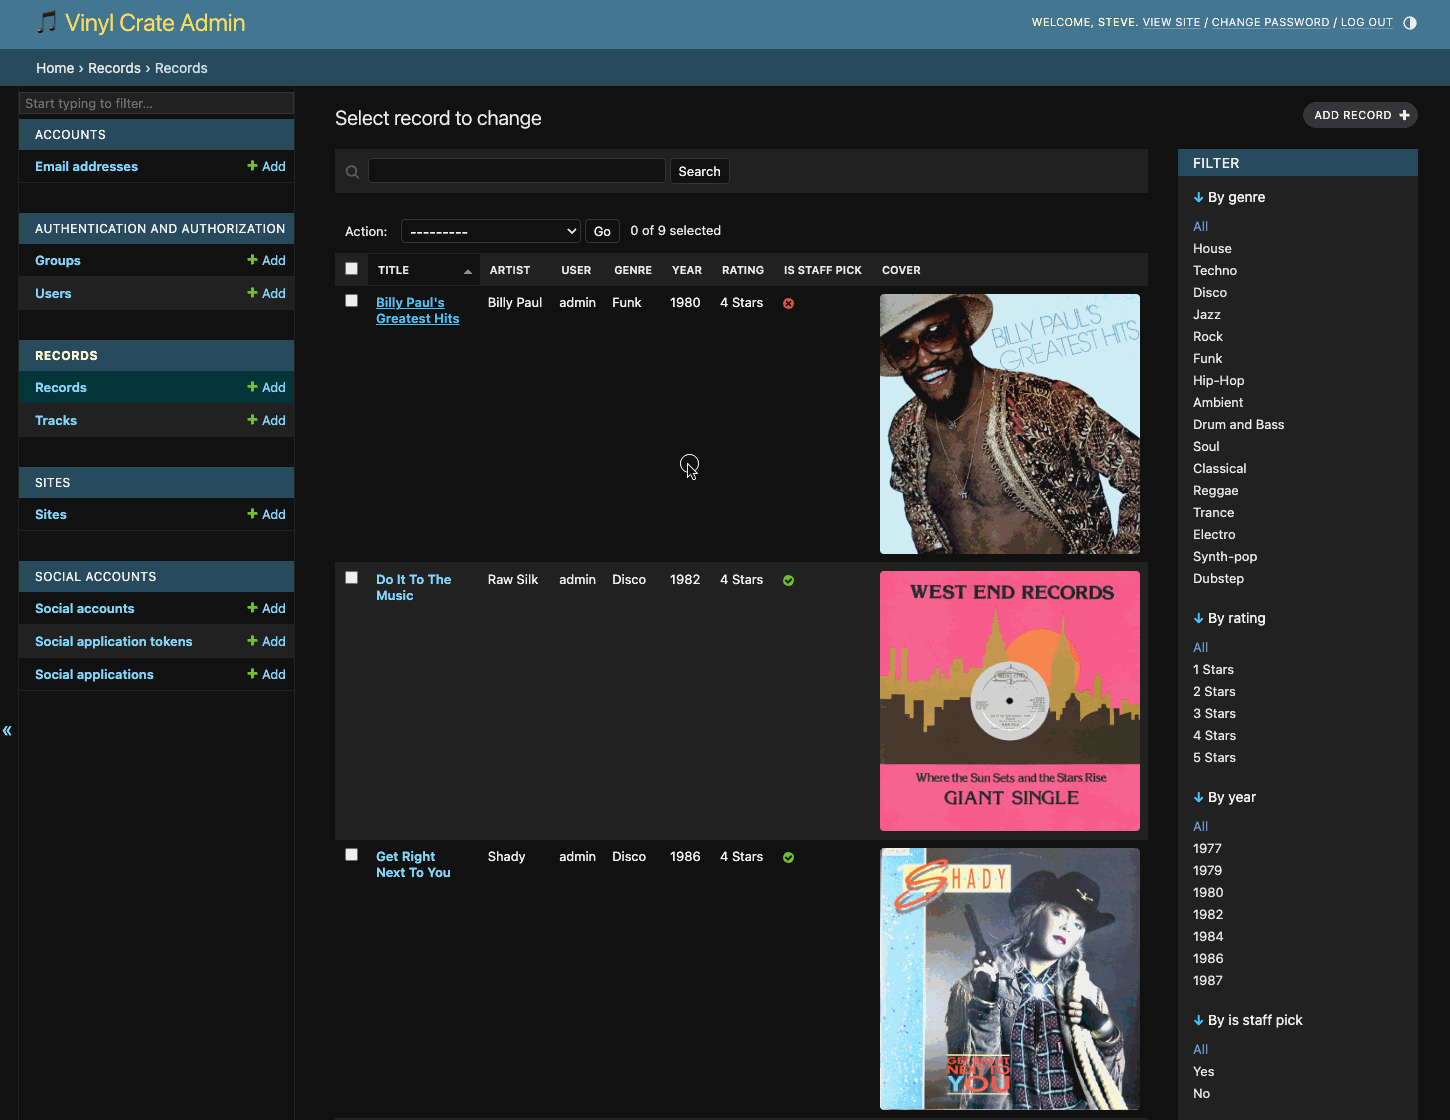 Vinyl Crate Admin
WELCOME, STEVE. VIEW SITE / CHANGE PASSWORD / LOG OUT
Home › Records › Records
Start typing to filter...
ACCOUNTS
Email addresses + Add
AUTHENTICATION AND AUTHORIZATION
Groups + Add
Users + Add
RECORDS
Records + Add
Tracks + Add
SITES
Sites + Add
SOCIAL ACCOUNTS
Social accounts + Add
Social application tokens + Add
Social applications + Add
«
Select record to change
ADD RECORD +
Search
Action: --------- Go 0 of 9 selected
TITLE ARTIST USER GENRE YEAR RATING IS STAFF PICK COVER
Billy Paul's Billy Paul admin Funk 1980 4 Stars
Greatest Hits
BILLY PAUL'S
GREATEST HITS
Do It To The Raw Silk admin Disco 1982 4 Stars
Music
WEST END RECORDS
WEST END
Where the Sun Sets and the Stars Rise
GIANT SINGLE
Get Right Shady admin Disco 1986 4 Stars
Next To You
SHADY
GET RIGHT
NEXT TO
YOU
FILTER
↓ By genre
All
House
Techno
Disco
Jazz
Rock
Funk
Hip-Hop
Ambient
Drum and Bass
Soul
Classical
Reggae
Trance
Electro
Synth-pop
Dubstep
↓ By rating
All
1 Stars
2 Stars
3 Stars
4 Stars
5 Stars
↓ By year
All
1977
1979
1980
1982
1984
1986
1987
↓ By is staff pick
All
Yes
No